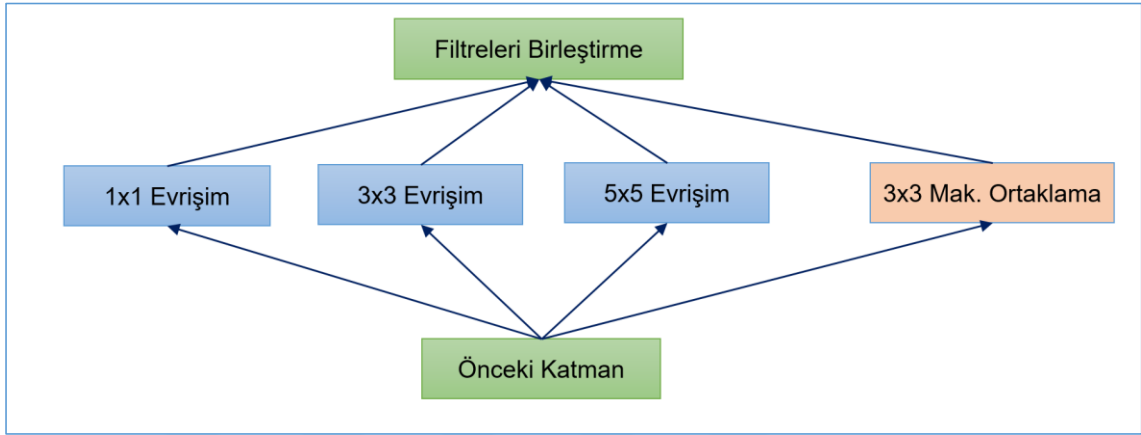 Filtreleri Birleştirme
1x1 Evrişim
3x3 Evrişim
5x5 Evrişim
3x3 Mak. Ortaklama
Önceki Katman